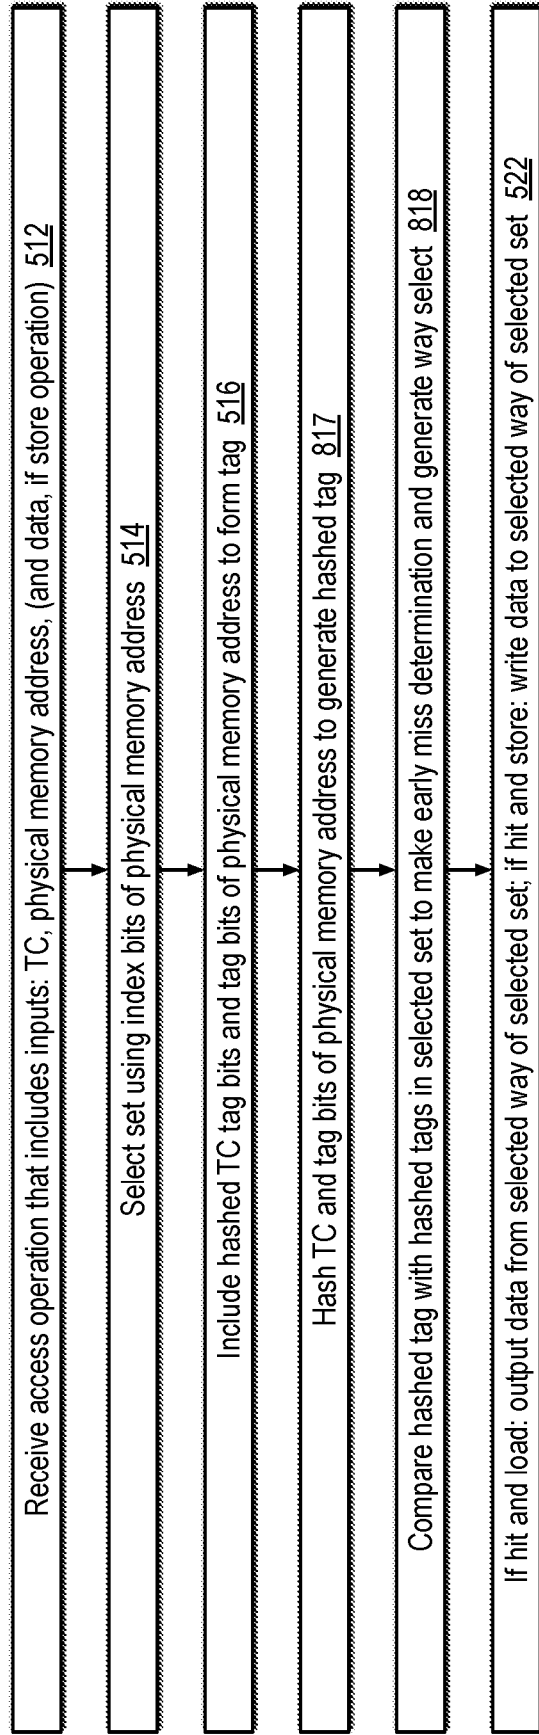 Receive access operation that includes inputs: TC, physical memory address, (and data, if store operation) 512
Select set using index bits of physical memory address 514
Include hashed TC tag bits and tag bits of physical memory address to form tag 516
Hash TC and tag bits of physical memory address to generate hashed tag 817
Compare hashed tag with hashed tags in selected set to make early miss determination and generate way select 818
If hit and load: output data from selected way of selected set; if hit and store: write data to selected way of selected set 522